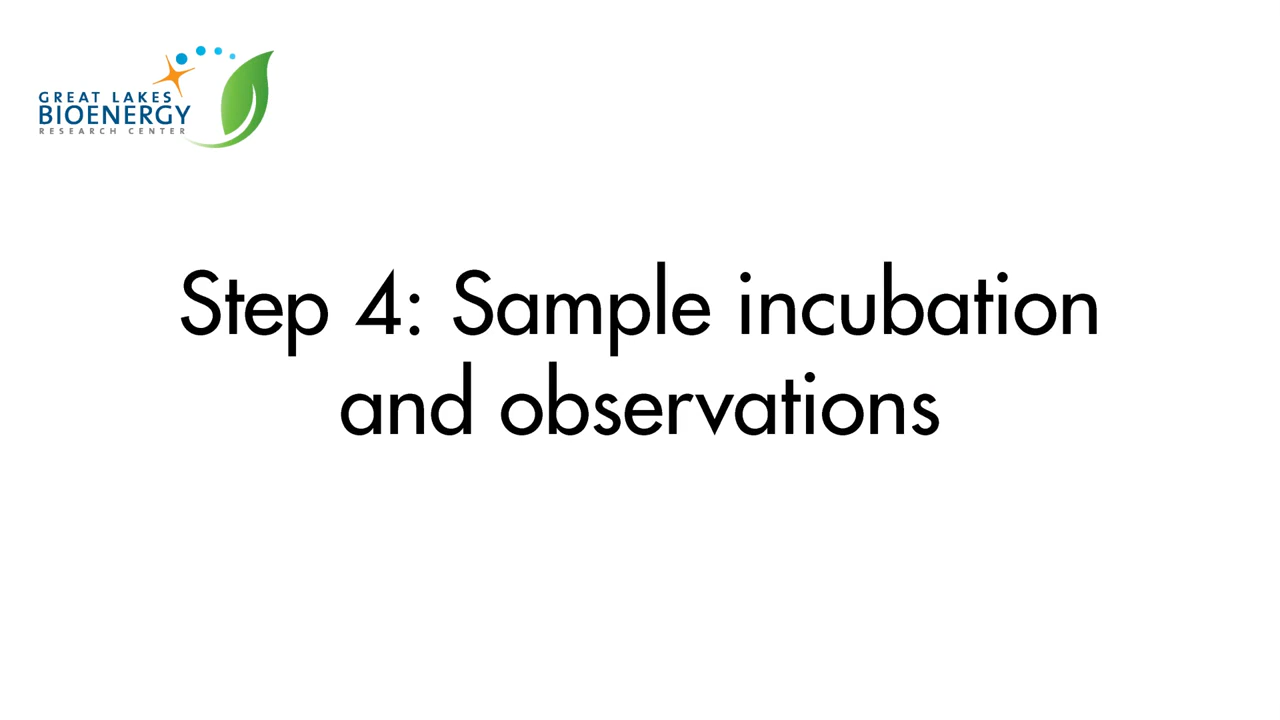 GREAT LAKES
BIOENERGY
RESEARCH CENTER
Step 4: Sample incubation
and observations